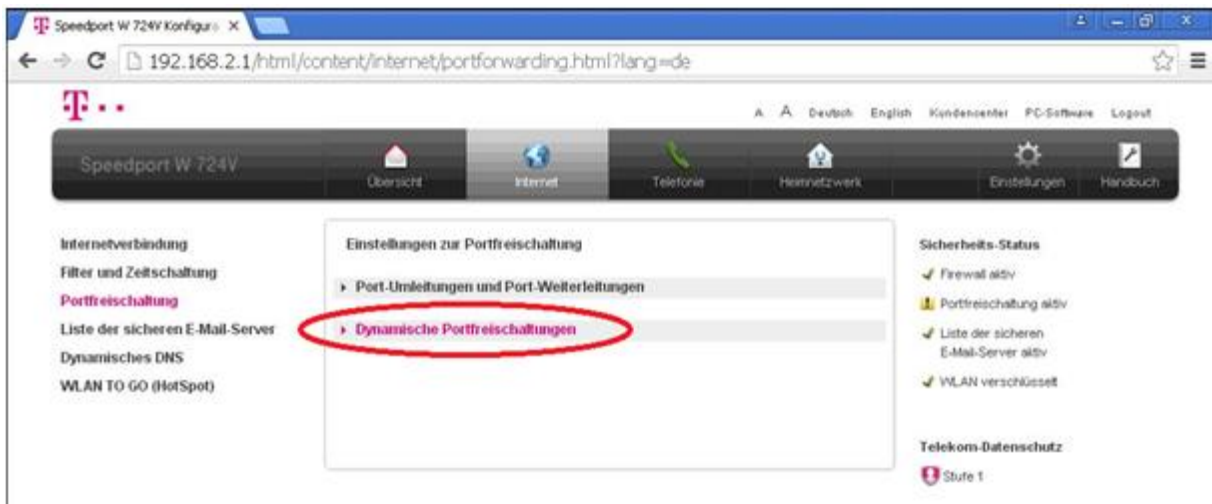 Speedport W 724V Konfigura
192.168.2.1/html/content/internet/portforwarding.html?lang=de
T
A A Deutsch English Kundencenter PC-Software Logout
Speedport W 724V
Übersicht Internet Telefonie Heimnetzwerk Einstellungen Handbuch
Internetverbindung
Filter und Zeitschaltung
Portfreischaltung
Liste der sicheren E-Mail-Server
Dynamisches DNS
WLAN TO GO (HotSpot)
Einstellungen zur Portfreischaltung
Port-Umleitungen und Port-Weiterleitungen
Dynamische Portfreischaltungen
Sicherheits-Status
Firewall aktiv
Portfreischaltung aktiv
Liste der sicheren
E-Mail-Server aktiv
WLAN verschlüsselt
Telekom-Datenschutz
Stufe 1